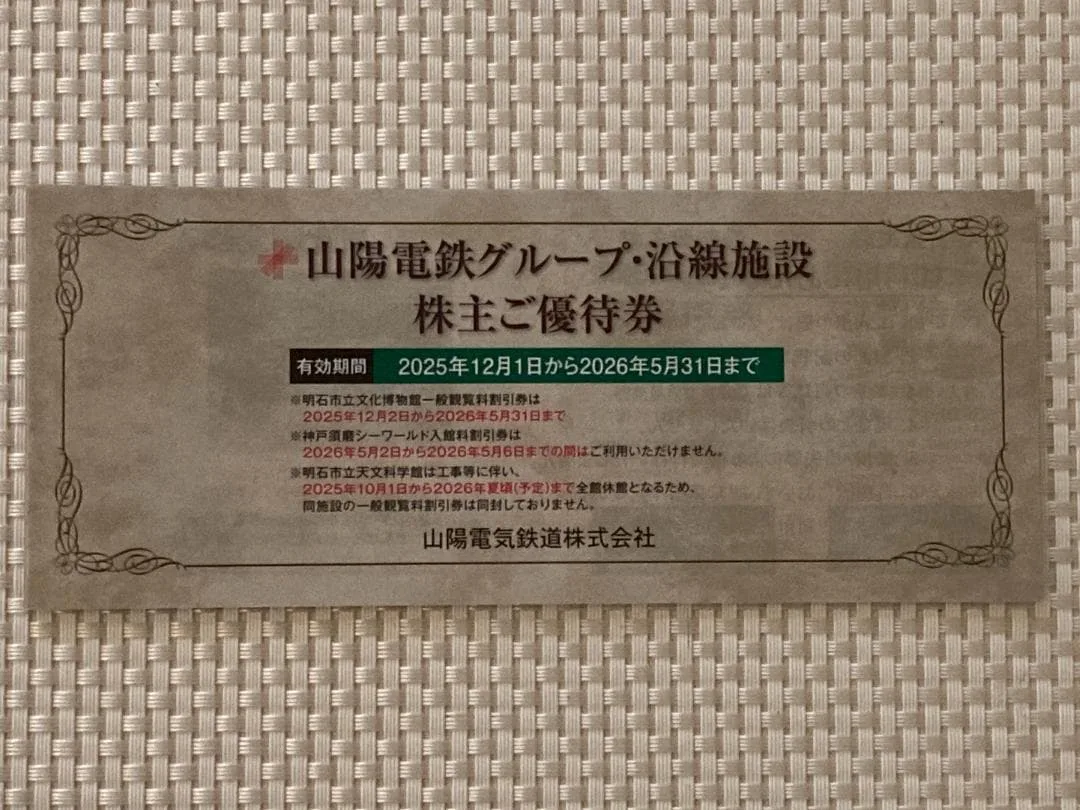 山陽電鉄グループ・沿線施設
株主ご優待券
有効期間 2025年12月1日から2026年5月31日まで
※明石市立文化博物館一般観覧料割引券は
2025年12月2日から2026年5月31日まで
※神戸須磨シーワールド入館料割引券は
2026年5月2日から2026年5月6日までの間はご利用いただけません。
※明石市立天文科学館は工事等に伴い、
2025年10月1日から2026年夏頃(予定)まで全館休館となるため、
同施設の一般観覧料割引券は同封しておりません。
山陽電気鉄道株式会社